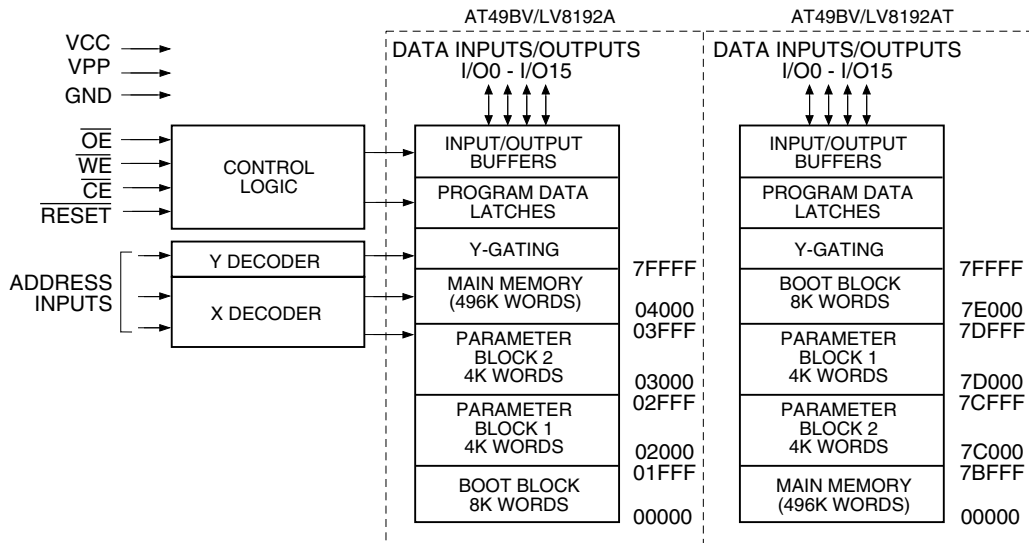 AT49BV/LV8192A
AT49BV/LV8192AT
VCC
VPP
GND
OE
WE
CE
RESET
ADDRESS
INPUTS
CONTROL
LOGIC
Y DECODER
X DECODER
DATA INPUTS/OUTPUTS
I/O0 - I/O15
INPUT/OUTPUT
BUFFERS
PROGRAM DATA
LATCHES
Y-GATING
MAIN MEMORY
(496K WORDS)
PARAMETER
BLOCK 2
4K WORDS
PARAMETER
BLOCK 1
4K WORDS
BOOT BLOCK
8K WORDS
7FFFF
04000
03FFF
03000
02FFF
02000
01FFF
00000
DATA INPUTS/OUTPUTS
I/O0 - I/O15
INPUT/OUTPUT
BUFFERS
PROGRAM DATA
LATCHES
Y-GATING
BOOT BLOCK
8K WORDS
PARAMETER
BLOCK 1
4K WORDS
PARAMETER
BLOCK 2
4K WORDS
MAIN MEMORY
(496K WORDS)
7FFFF
7E000
7DFFF
7D000
7CFFF
7C000
7BFFF
00000